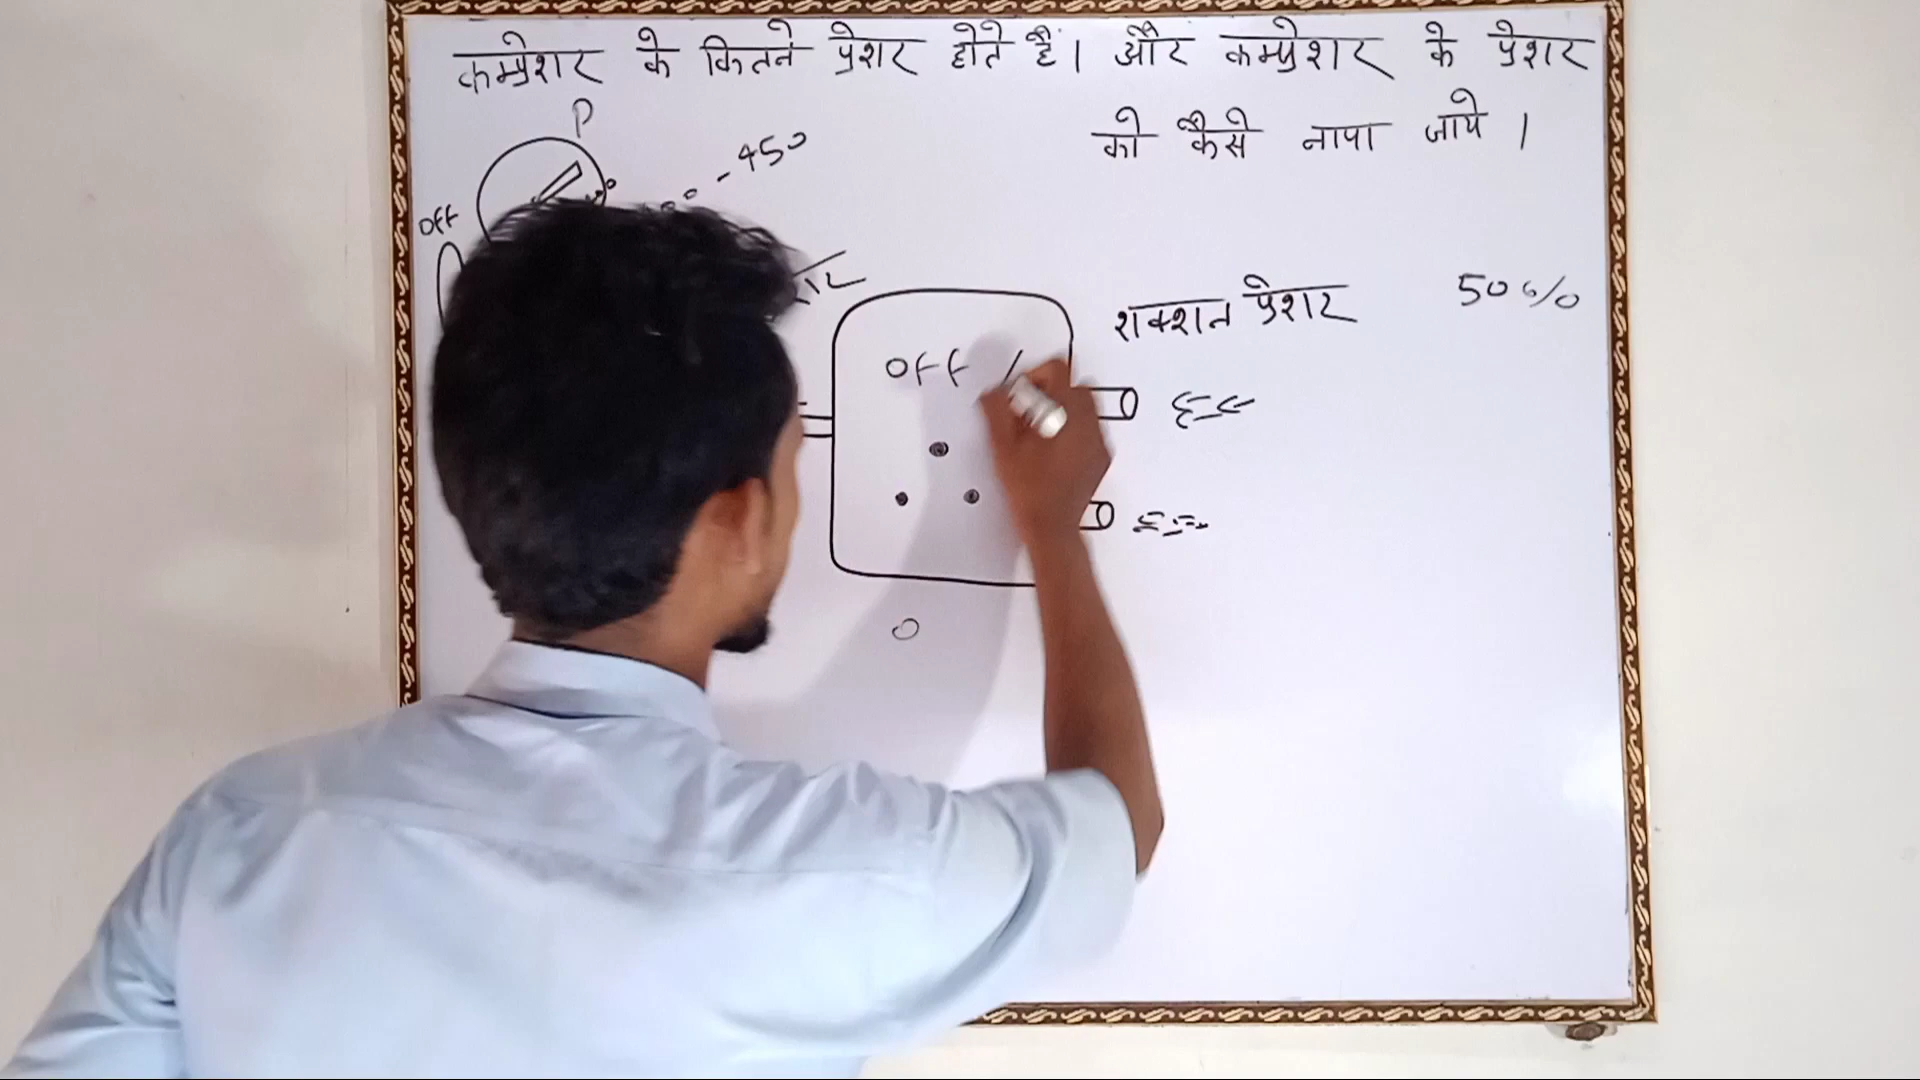 कम्प्रेशर के कितने प्रेशर होते हैं। और कम्प्रेशर के प्रेशर
को कैसे नापा जाये ।
P
- 450
OFF
शक्शन प्रेशर 50%
OFF /